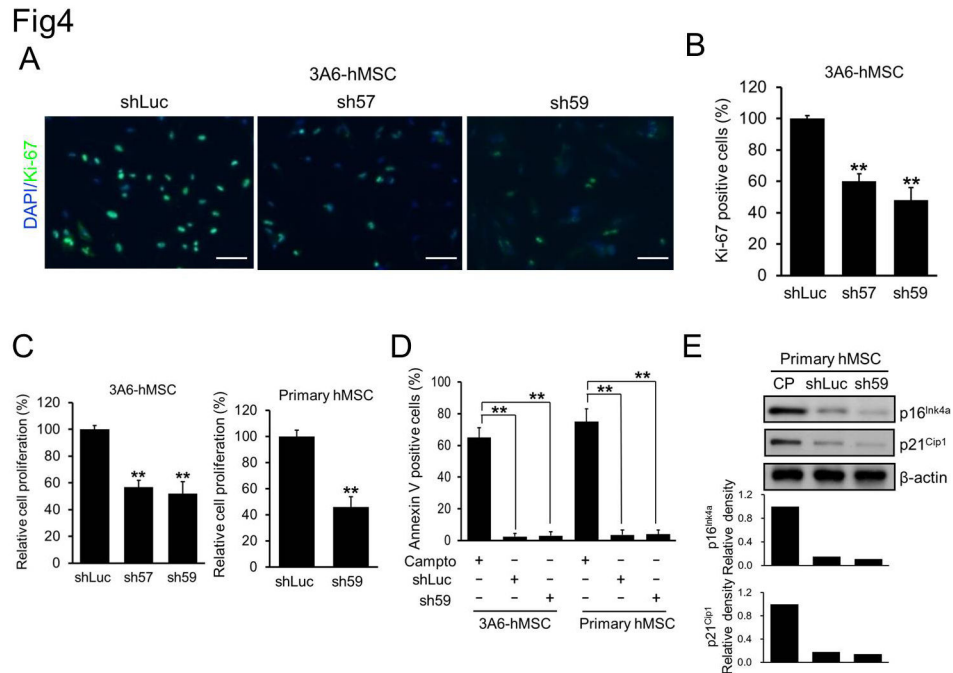 Fig4
A
3A6-hMSC
shLuc sh57 sh59
DAPI/Ki-67
B
3A6-hMSC
Ki-67 positive cells (%)
120
100
80
60
40
20
0
** **
shLuc sh57 sh59
C
3A6-hMSC
Relative cell proliferation (%)
120
100
80
60
40
20
0
** **
shLuc sh57 sh59
Primary hMSC
Relative cell proliferation (%)
120
100
80
60
40
20
0
**
shLuc sh59
D
Annexin V positive cells (%)
100
80
60
40
20
0
** ** ** **
Campto + − − + − −
shLuc − + − − + −
sh59 − − + − − +
3A6-hMSC Primary hMSC
E
Primary hMSC
CP shLuc sh59
p16Ink4a
p21Cip1
β-actin
p16Ink4a
Relative density
1.2
0.8
0.4
0.0
p21Cip1
Relative density
1.2
0.8
0.4
0.0